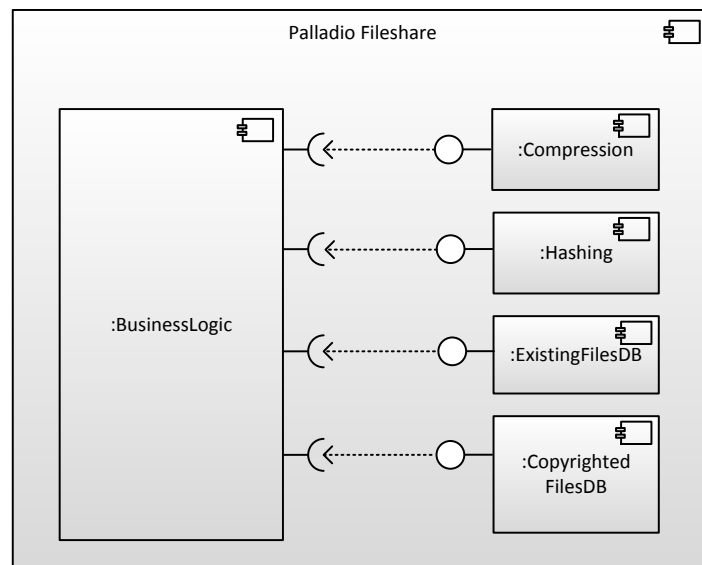 Palladio Fileshare
:Compression
:Hashing
:BusinessLogic
:ExistingFilesDB
:Copyrighted
FilesDB